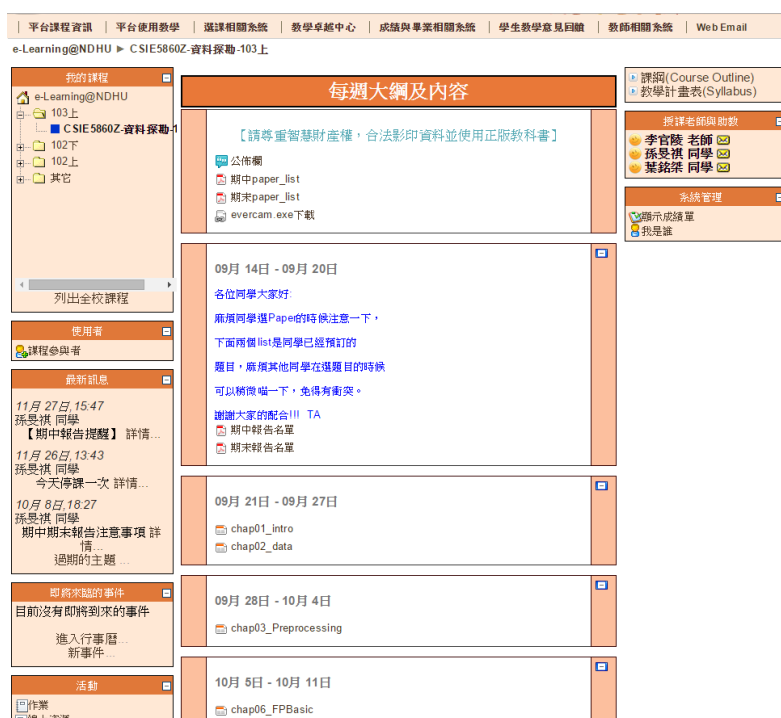 平台課程資訊 | 平台使用教學 | 選課相關系統 | 教學卓越中心 | 成績與畢業相關系統 | 學生教學意見回饋 | 教師相關系統 | Web Email
e-Learning@NDHU ► CSIE5860Z-資料探勘-103上
我的課程
e-Learning@NDHU
103上
CSIE5860Z-資料探勘-1
102下
102上
其它
列出全校課程
使用者
課程參與者
最新訊息
11月 27日,15:47
孫旻祺 同學
【期中報告提醒】 詳情...
11月 26日,13:43
孫旻祺 同學
今天停課一次 詳情...
10月 8日,18:27
孫旻祺 同學
期中期末報告注意事項 詳
情...
過期的主題 ...
即將來臨的事件
目前沒有即將到來的事件
進入行事曆...
新事件...
活動
作業
每週大綱及內容
【請尊重智慧財產權，合法影印資料並使用正版教科書】
公佈欄
期中paper_list
期末paper_list
evercam.exe下載
09月 14日 - 09月 20日
各位同學大家好:
麻煩同學選Paper的時候注意一下，
下面兩個list是同學已經預訂的
題目，麻煩其他同學在選題目的時候
可以稍微喵一下，免得有衝突。
謝謝大家的配合!!! TA
期中報告名單
期末報告名單
09月 21日 - 09月 27日
chap01_intro
chap02_data
09月 28日 - 10月 4日
chap03_Preprocessing
10月 5日 - 10月 11日
chap06_FPBasic
課綱(Course Outline)
教學計畫表(Syllabus)
授課老師與助教
李官陵 老師
孫旻祺 同學
葉銘桀 同學
系統管理
顯示成績單
我是誰